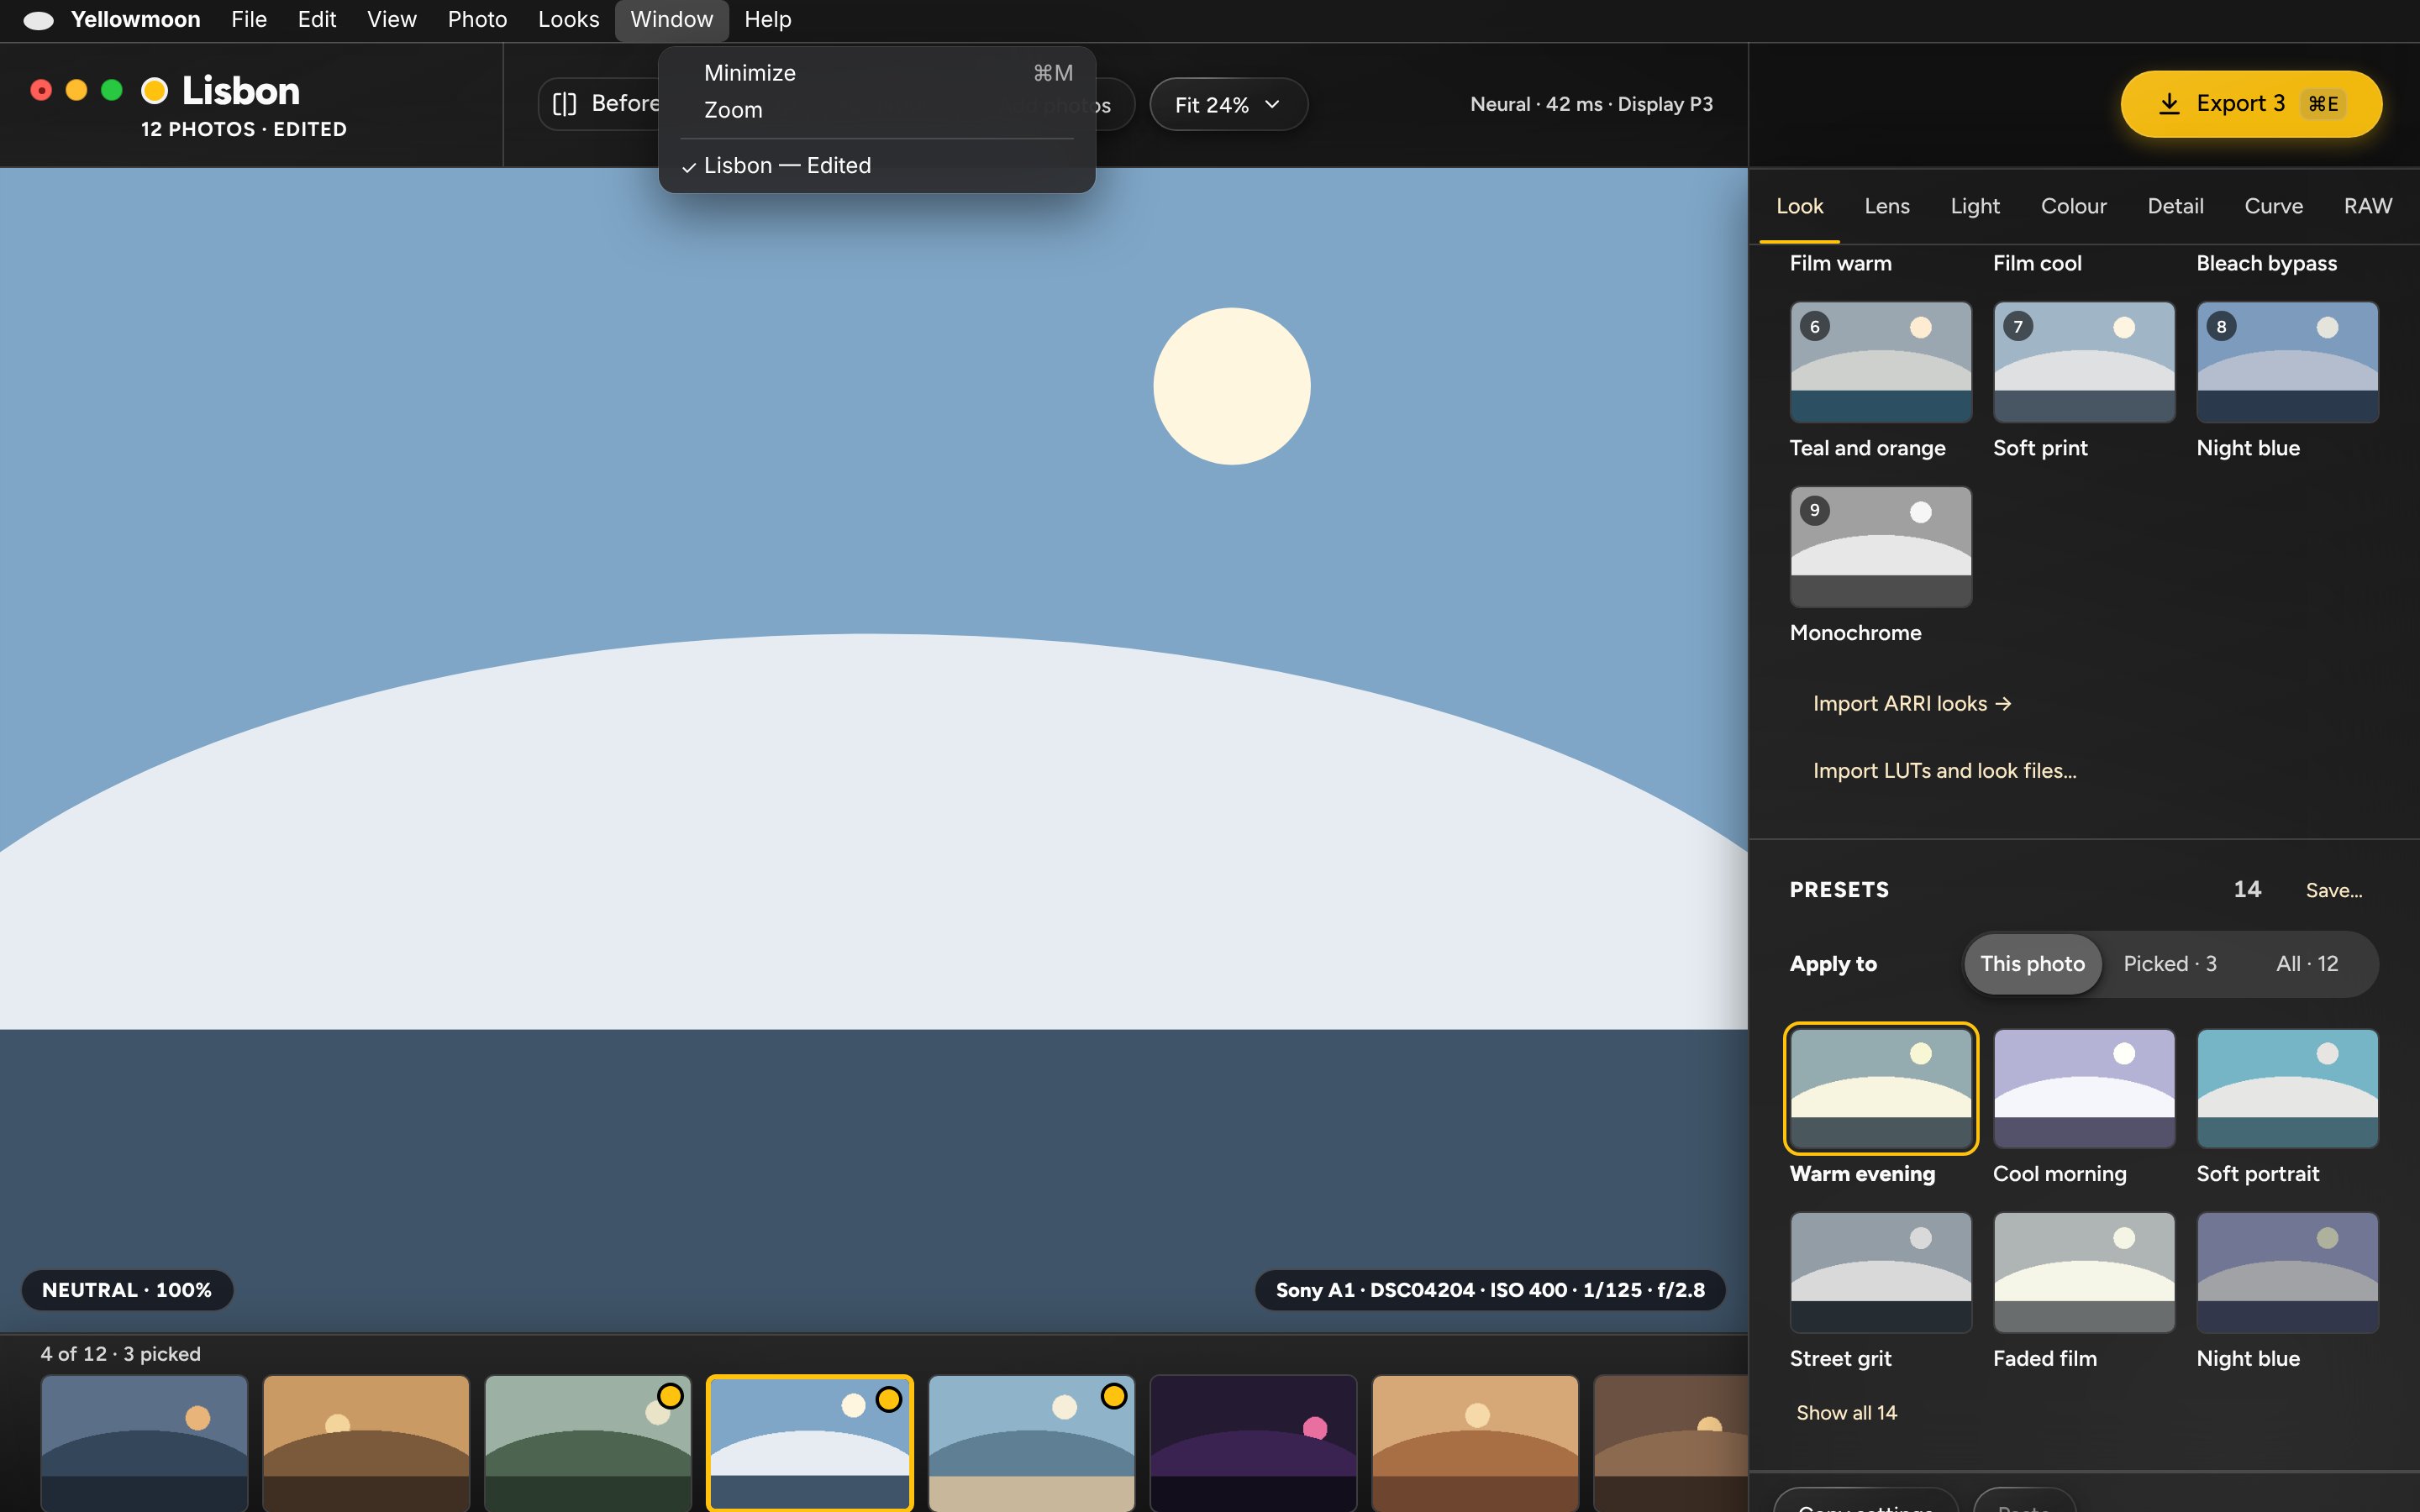 Yellowmoon File Edit View Photo Looks Window Help
Minimize ⌘M
Zoom
✓ Lisbon — Edited
Lisbon
12 PHOTOS · EDITED
Before
Fit 24%
Neural · 42 ms · Display P3
Export 3 ⌘E
Look Lens Light Colour Detail Curve RAW
Film warm Film cool Bleach bypass
6 7 8
Teal and orange Soft print Night blue
9
Monochrome
Import ARRI looks →
Import LUTs and look files...
PRESETS 14 Save...
Apply to This photo Picked · 3 All · 12
Warm evening Cool morning Soft portrait
Street grit Faded film Night blue
Show all 14
NEUTRAL · 100%
Sony A1 · DSC04204 · ISO 400 · 1/125 · f/2.8
4 of 12 · 3 picked
Copy settings Paste